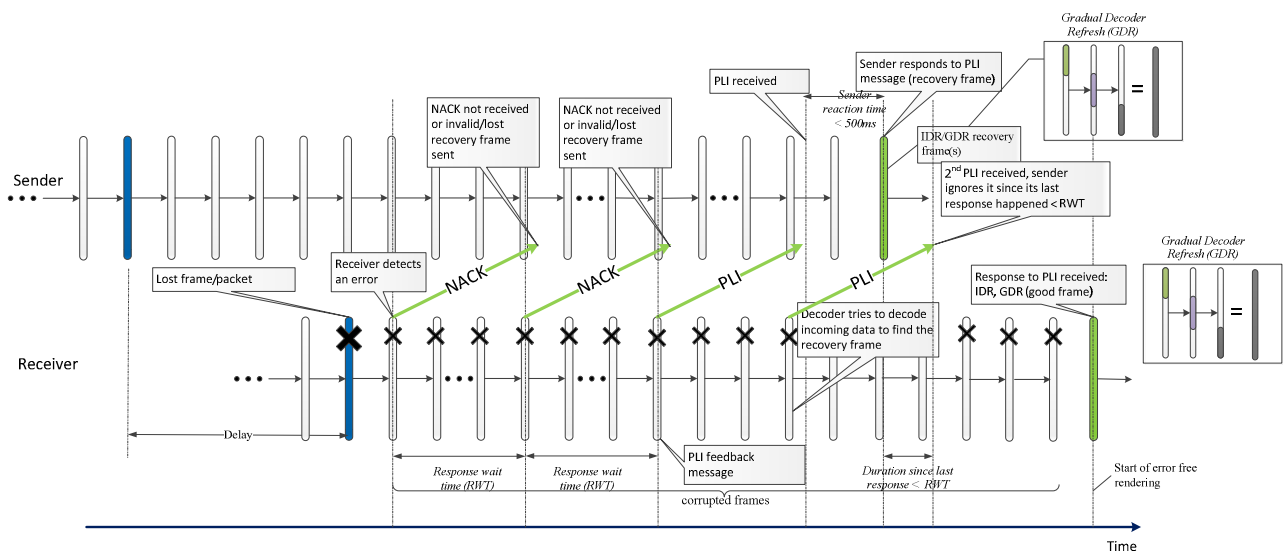 Gradual Decoder
Refresh (GDR)
=
PLI received
Sender responds to PLI
message (recovery frame)
Sender
reaction time
< 500ms
NACK not received
or invalid/lost
recovery frame
sent
NACK not received
or invalid/lost
recovery frame
sent
IDR/GDR recovery
frame(s)
2nd PLI received, sender
ignores it since its last
response happened < RWT
Sender
Gradual Decoder
Refresh (GDR)
=
Lost frame/packet
Receiver detects
an error
NACK
NACK
PLI
PLI
Response to PLI received:
IDR, GDR (good frame)
Decoder tries to decode
incoming data to find the
recovery frame
Receiver
Delay
PLI feedback
message
Response wait
time (RWT)
Response wait
time (RWT)
Duration since last
response < RWT
corrupted frames
Start of error free
rendering
Time